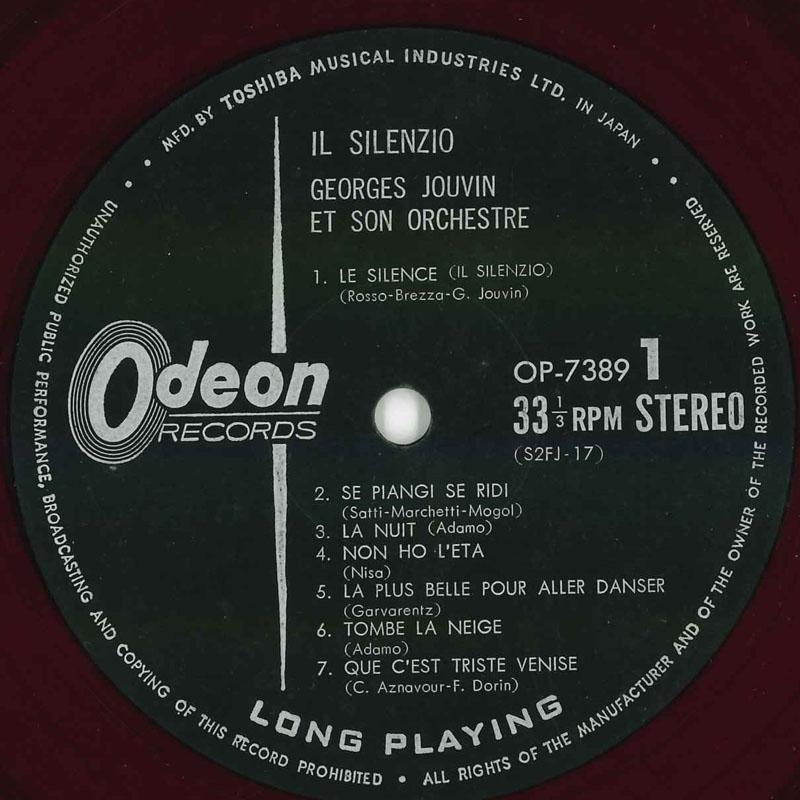 MFD. BY TOSHIBA MUSICAL INDUSTRIES LTD. IN JAPAN
IL SILENZIO
GEORGES JOUVIN
ET SON ORCHESTRE
1. LE SILENCE (IL SILENZIO)
(Rosso-Brezza-G. Jouvin)
Odeon
RECORDS
OP-7389 1
33 1/3 RPM STEREO
(S2FJ-17)
2. SE PIANGI SE RIDI
(Satti-Marchetti-Mogol)
3. LA NUIT (Adamo)
4. NON HO L'ETA
(Nisa)
5. LA PLUS BELLE POUR ALLER DANSER
(Garvarentz)
6. TOMBE LA NEIGE
(Adamo)
7. QUE C'EST TRISTE VENISE
(C. Aznavour-F. Dorin)
LONG PLAYING
UNAUTHORIZED PUBLIC PERFORMANCE, BROADCASTING AND COPYING OF THIS RECORD PROHIBITED • ALL RIGHTS OF THE MANUFACTURER AND OF THE OWNER OF THE RECORDED WORK ARE RESERVED